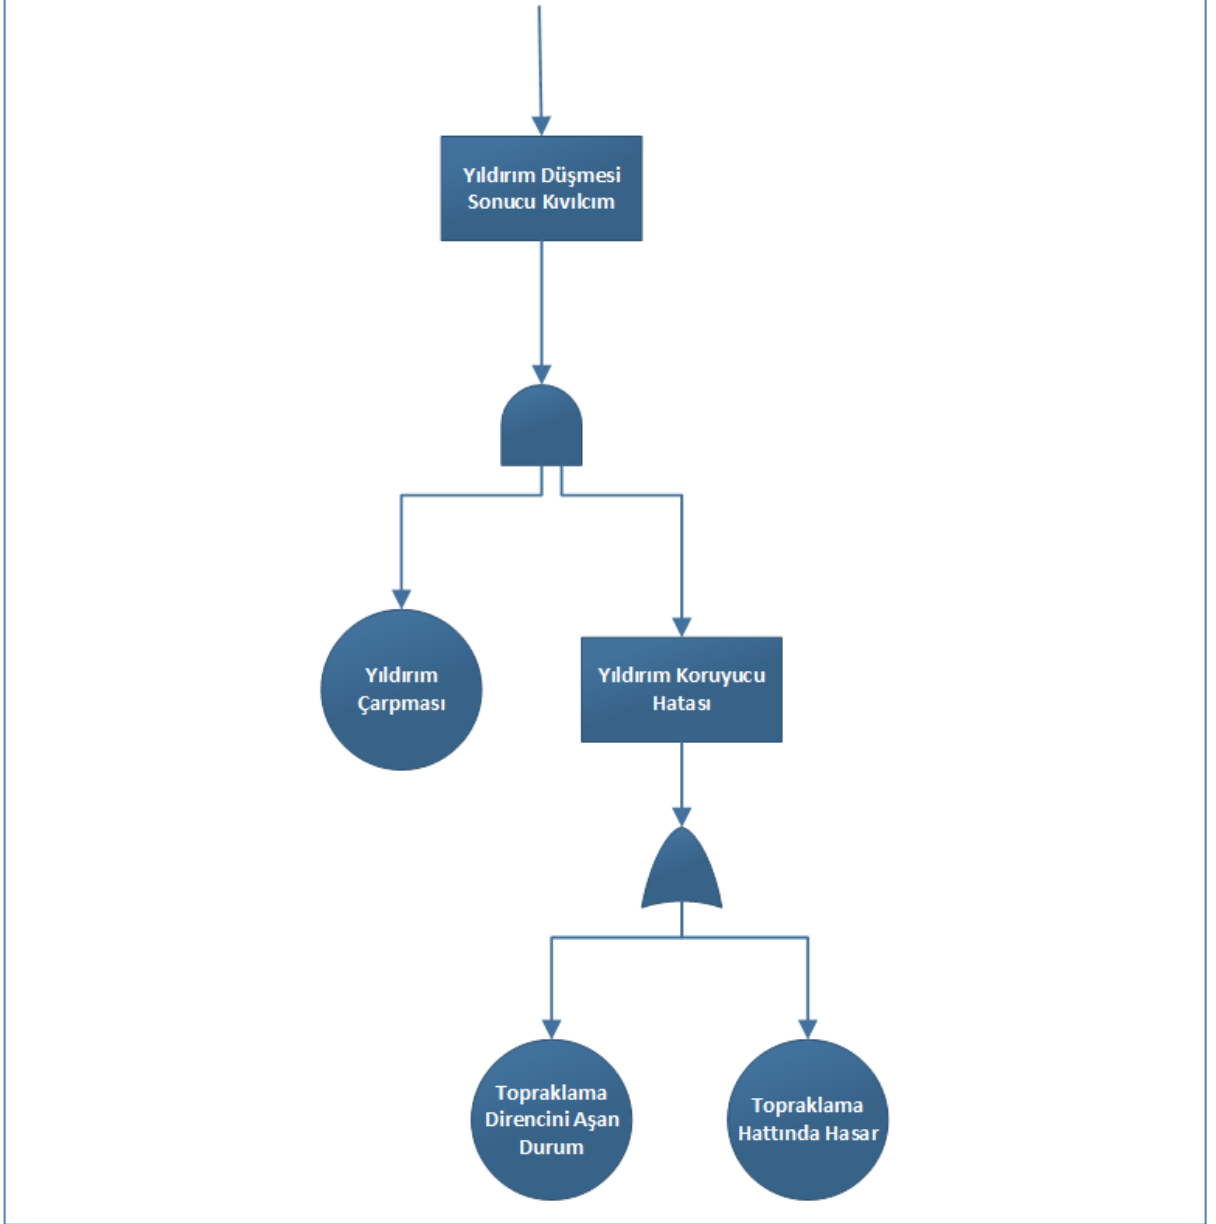 Yıldırım Düşmesi
Sonucu Kıvılcım
Yıldırım
Çarpması
Yıldırım Koruyucu
Hatası
Topraklama
Direncini Aşan
Durum
Topraklama
Hattında Hasar